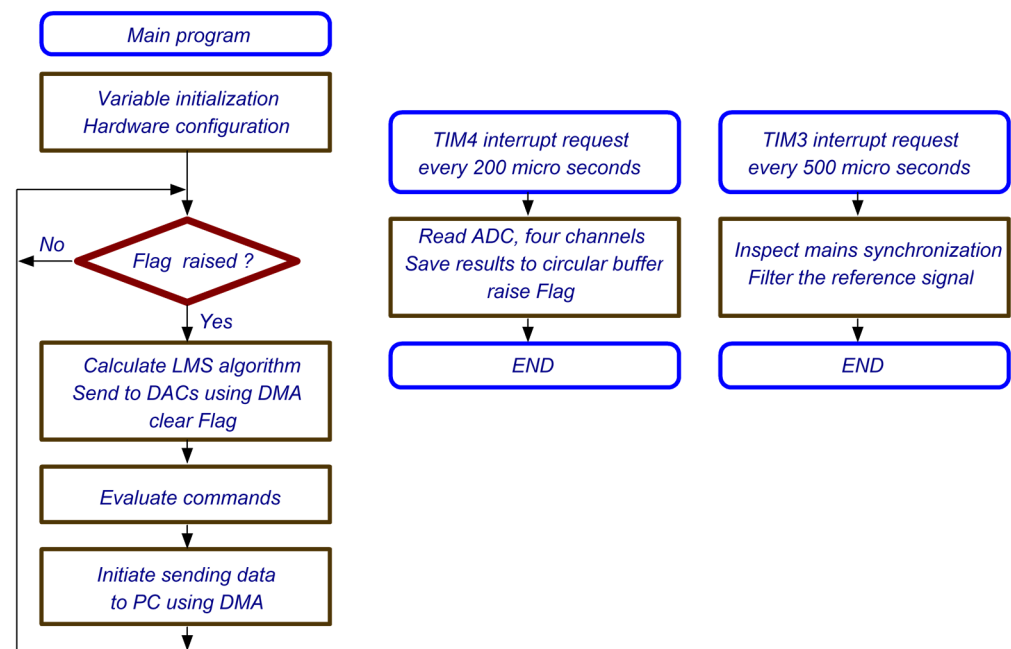 Main program
Variable initialization
Hardware configuration
No
Flag raised ?
Yes
Calculate LMS algorithm
Send to DACs using DMA
clear Flag
Evaluate commands
Initiate sending data
to PC using DMA
TIM4 interrupt request
every 200 micro seconds
Read ADC, four channels
Save results to circular buffer
raise Flag
END
TIM3 interrupt request
every 500 micro seconds
Inspect mains synchronization
Filter the reference signal
END